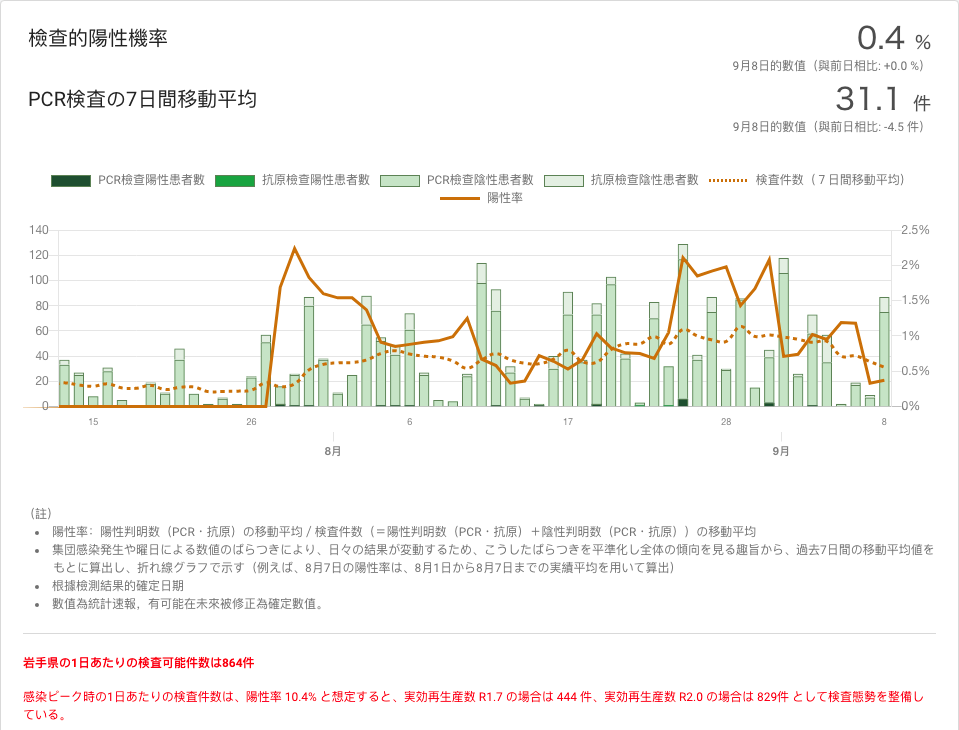 檢查的陽性機率
0.4 %
9月8日的數值（與前日相比: +0.0 %）
PCR検査の7日間移動平均
31.1 件
9月8日的數值（與前日相比: -4.5 件）
PCR檢查陽性患者數 抗原檢查陽性患者數 PCR檢查陰性患者數 抗原檢查陰性患者數 検査件数（７日間移動平均）
陽性率
140 2.5%
120 2%
100 1.5%
80
60 1%
40 0.5%
20
0 0%
15 26 6 17 28 8
8月 9月
（註）
陽性率：陽性判明数（PCR・抗原）の移動平均 / 検査件数（＝陽性判明数（PCR・抗原）＋陰性判明数（PCR・抗原））の移動平均
集団感染発生や曜日による数値のばらつきにより、日々の結果が変動するため、こうしたばらつきを平準化し全体の傾向を見る趣旨から、過去7日間の移動平均値を
もとに算出し、折れ線グラフで示す（例えば、8月7日の陽性率は、8月1日から8月7日までの実績平均を用いて算出）
根據檢測結果的確定日期
數值為統計速報，有可能在未來被修正為確定數值。
岩手県の1日あたりの検査可能件数は864件
感染ピーク時の1日あたりの検査件数は、陽性率 10.4% と想定すると、実効再生産数 R1.7 の場合は 444 件、実効再生産数 R2.0 の場合は 829件 として検査態勢を整備し
ている。